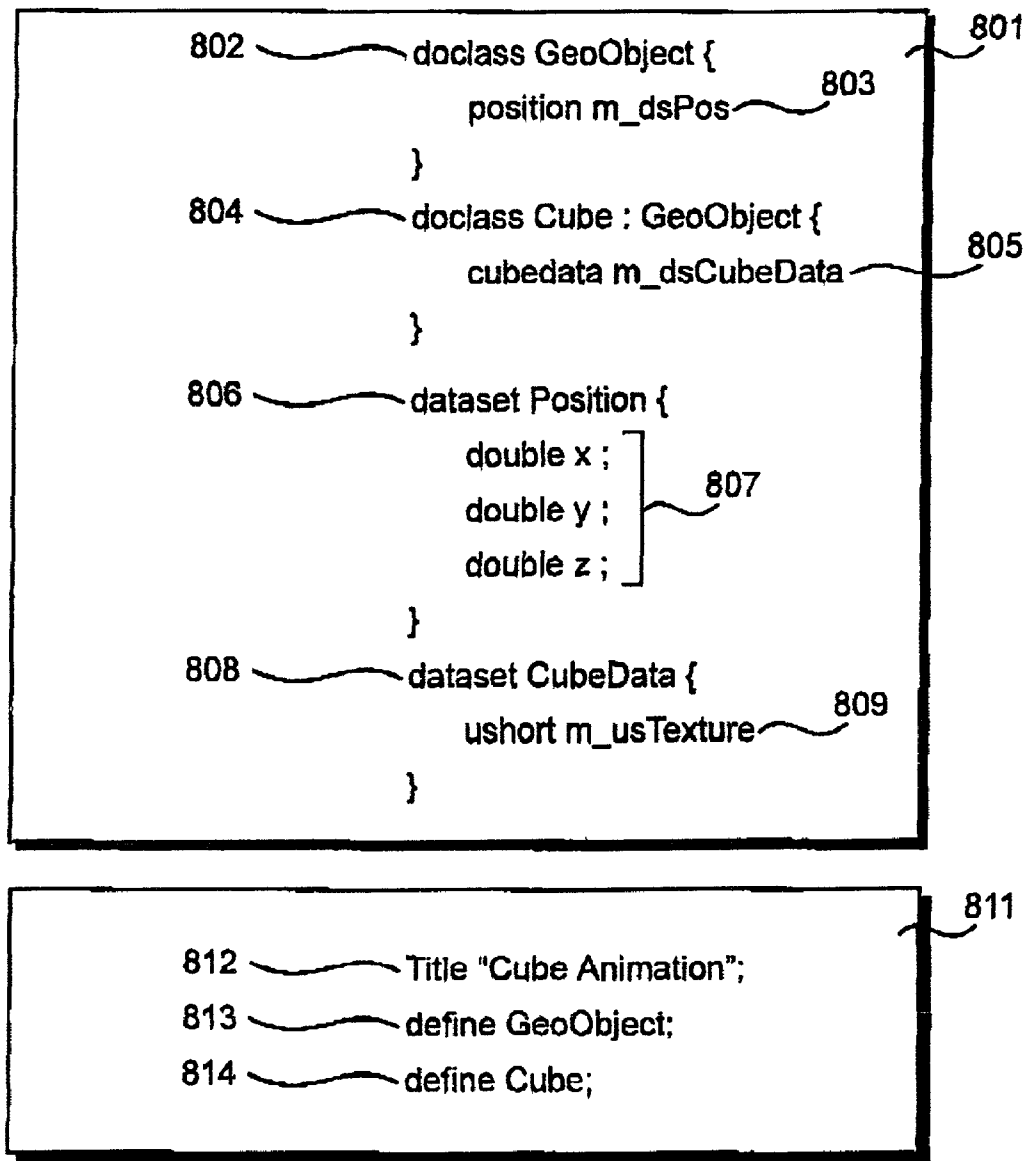 801
802 doclass GeoObject {
position m_dsPos 803
}
804 doclass Cube : GeoObject {
cubedata m_dsCubeData 805
}
806 dataset Position {
double x ;
double y ; 807
double z ;
}
808 dataset CubeData {
ushort m_usTexture 809
}
811
812 Title "Cube Animation";
813 define GeoObject;
814 define Cube;